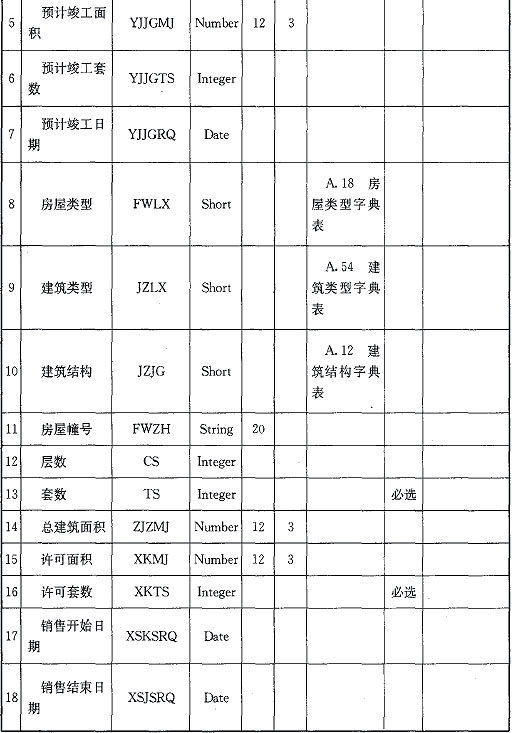 5 预计竣工面积 YJJGMJ Number 12 3
6 预计竣工套数 YJJGTS Integer
7 预计竣工日期 YJJGRQ Date
8 房屋类型 FWLX Short A.18 房屋类型字典表
9 建筑类型 JZLX Short A.54 建筑类型字典表
10 建筑结构 JZJG Short A.12 建筑结构字典表
11 房屋幢号 FWZH String 20
12 层数 CS Integer
13 套数 TS Integer 必选
14 总建筑面积 ZJZMJ Number 12 3
15 许可面积 XKMJ Number 12 3
16 许可套数 XKTS Integer 必选
17 销售开始日期 XSKSRQ Date
18 销售结束日期 XSJSRQ Date